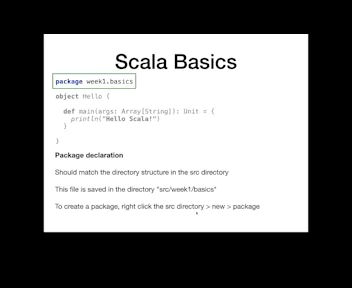 Scala Basics
package week1.basics
object Hello {
def main(args: Array[String]): Unit = {
println("Hello Scala!")
}
}
Package declaration
Should match the directory structure in the src directory
This file is saved in the directory "src/week1/basics"
To create a package, right click the src directory > new > package